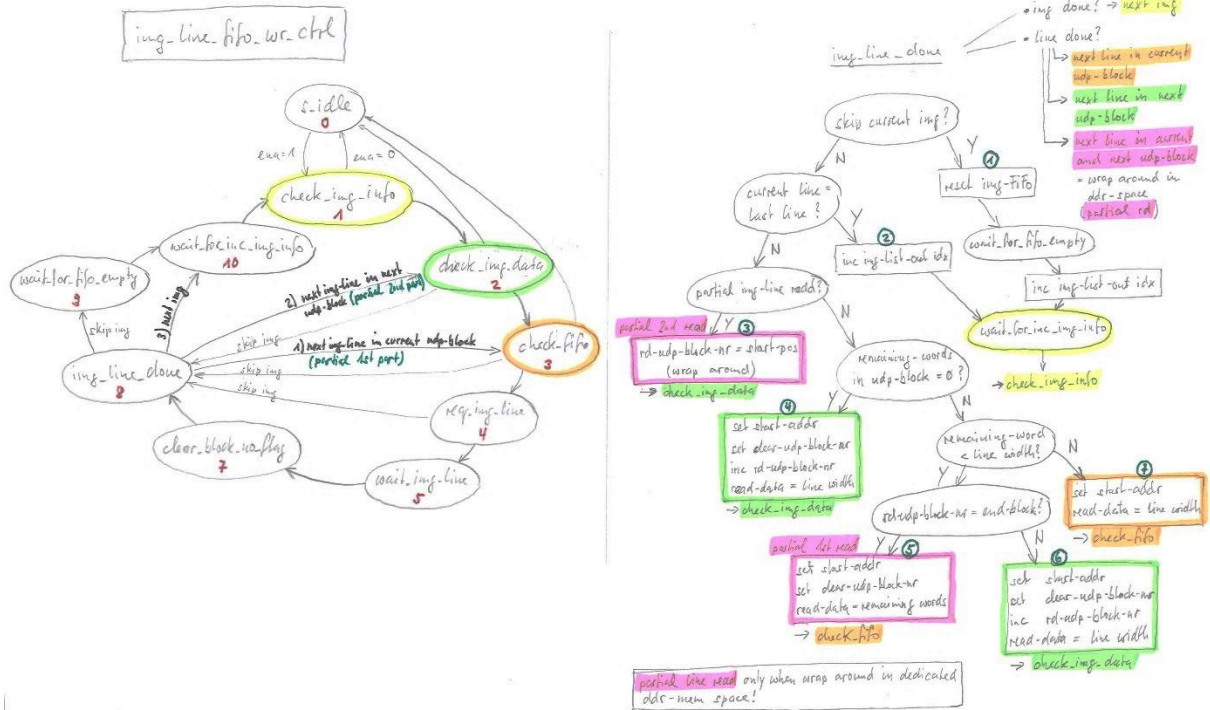 img_line_fifo_wr_ctrl
s_idle
0
ena=1
ena=0
check_img_info
1
wait_for_inc_img_info
10
wait_for_fifo_empty
9
check_img_data
2
2) next img-line in next
udp-block (partial 2nd part)
3) next img
skip img
skip img
1) next img-line in current udp-block
(partial 1st part)
check_fifo
3
img_line_done
8
skip img
skip img
req_img_line
4
clear_block_no_flag
7
wait_img_line
5
img_line_done
• img done? → next img
• line done?
→ next line in current
udp-block
→ next line in next
udp-block
→ next line in current
and next udp-block
= wrap around in
ddr-space
(partial rd)
skip current img?
N
Y
1
reset img-FiFo
current line =
last line?
Y
2
inc img-list-out idx
wait_for_fifo_empty
inc img-list-out idx
N
partial img-line read?
wait_for_inc_img_info
→ check_img_info
partial 2nd read
Y
3
rd-udp-block-nr = start-pos
(wrap around)
→ check_img_data
N
remaining-words
in udp-block = 0?
Y
4
set start-addr
set clear-udp-block-nr
inc rd-udp-block-nr
read-data = line width
→ check_img_data
N
remaining-word
< line width?
N
7
set start-addr
read-data = line width
→ check_fifo
Y
rd-udp-block-nr = end-block?
partial 1st read
Y
5
set start-addr
set clear-udp-block-nr
read-data = remaining words
→ check_fifo
N
6
set start-addr
set clear-udp-block-nr
inc rd-udp-block-nr
read-data = line width
→ check_img_data
partial line read only when wrap around in dedicated
ddr-mem space!